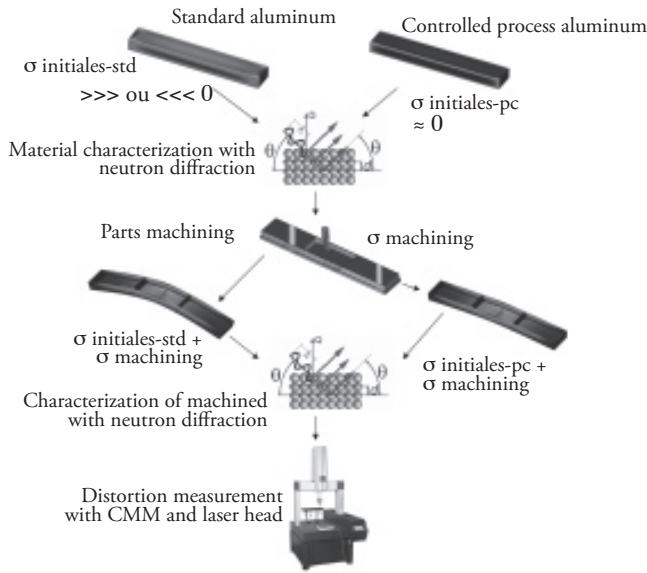 Standard aluminum
Controlled process aluminum
σ initiales-std
>>> ou <<< 0
σ initiales-pc
≈ 0
Material characterization with
neutron diffraction
θ
θ
d
Parts machining
σ machining
σ initiales-std +
σ machining
σ initiales-pc +
σ machining
θ
θ
d
Characterization of machined
with neutron diffraction
Distortion measurement
with CMM and laser head